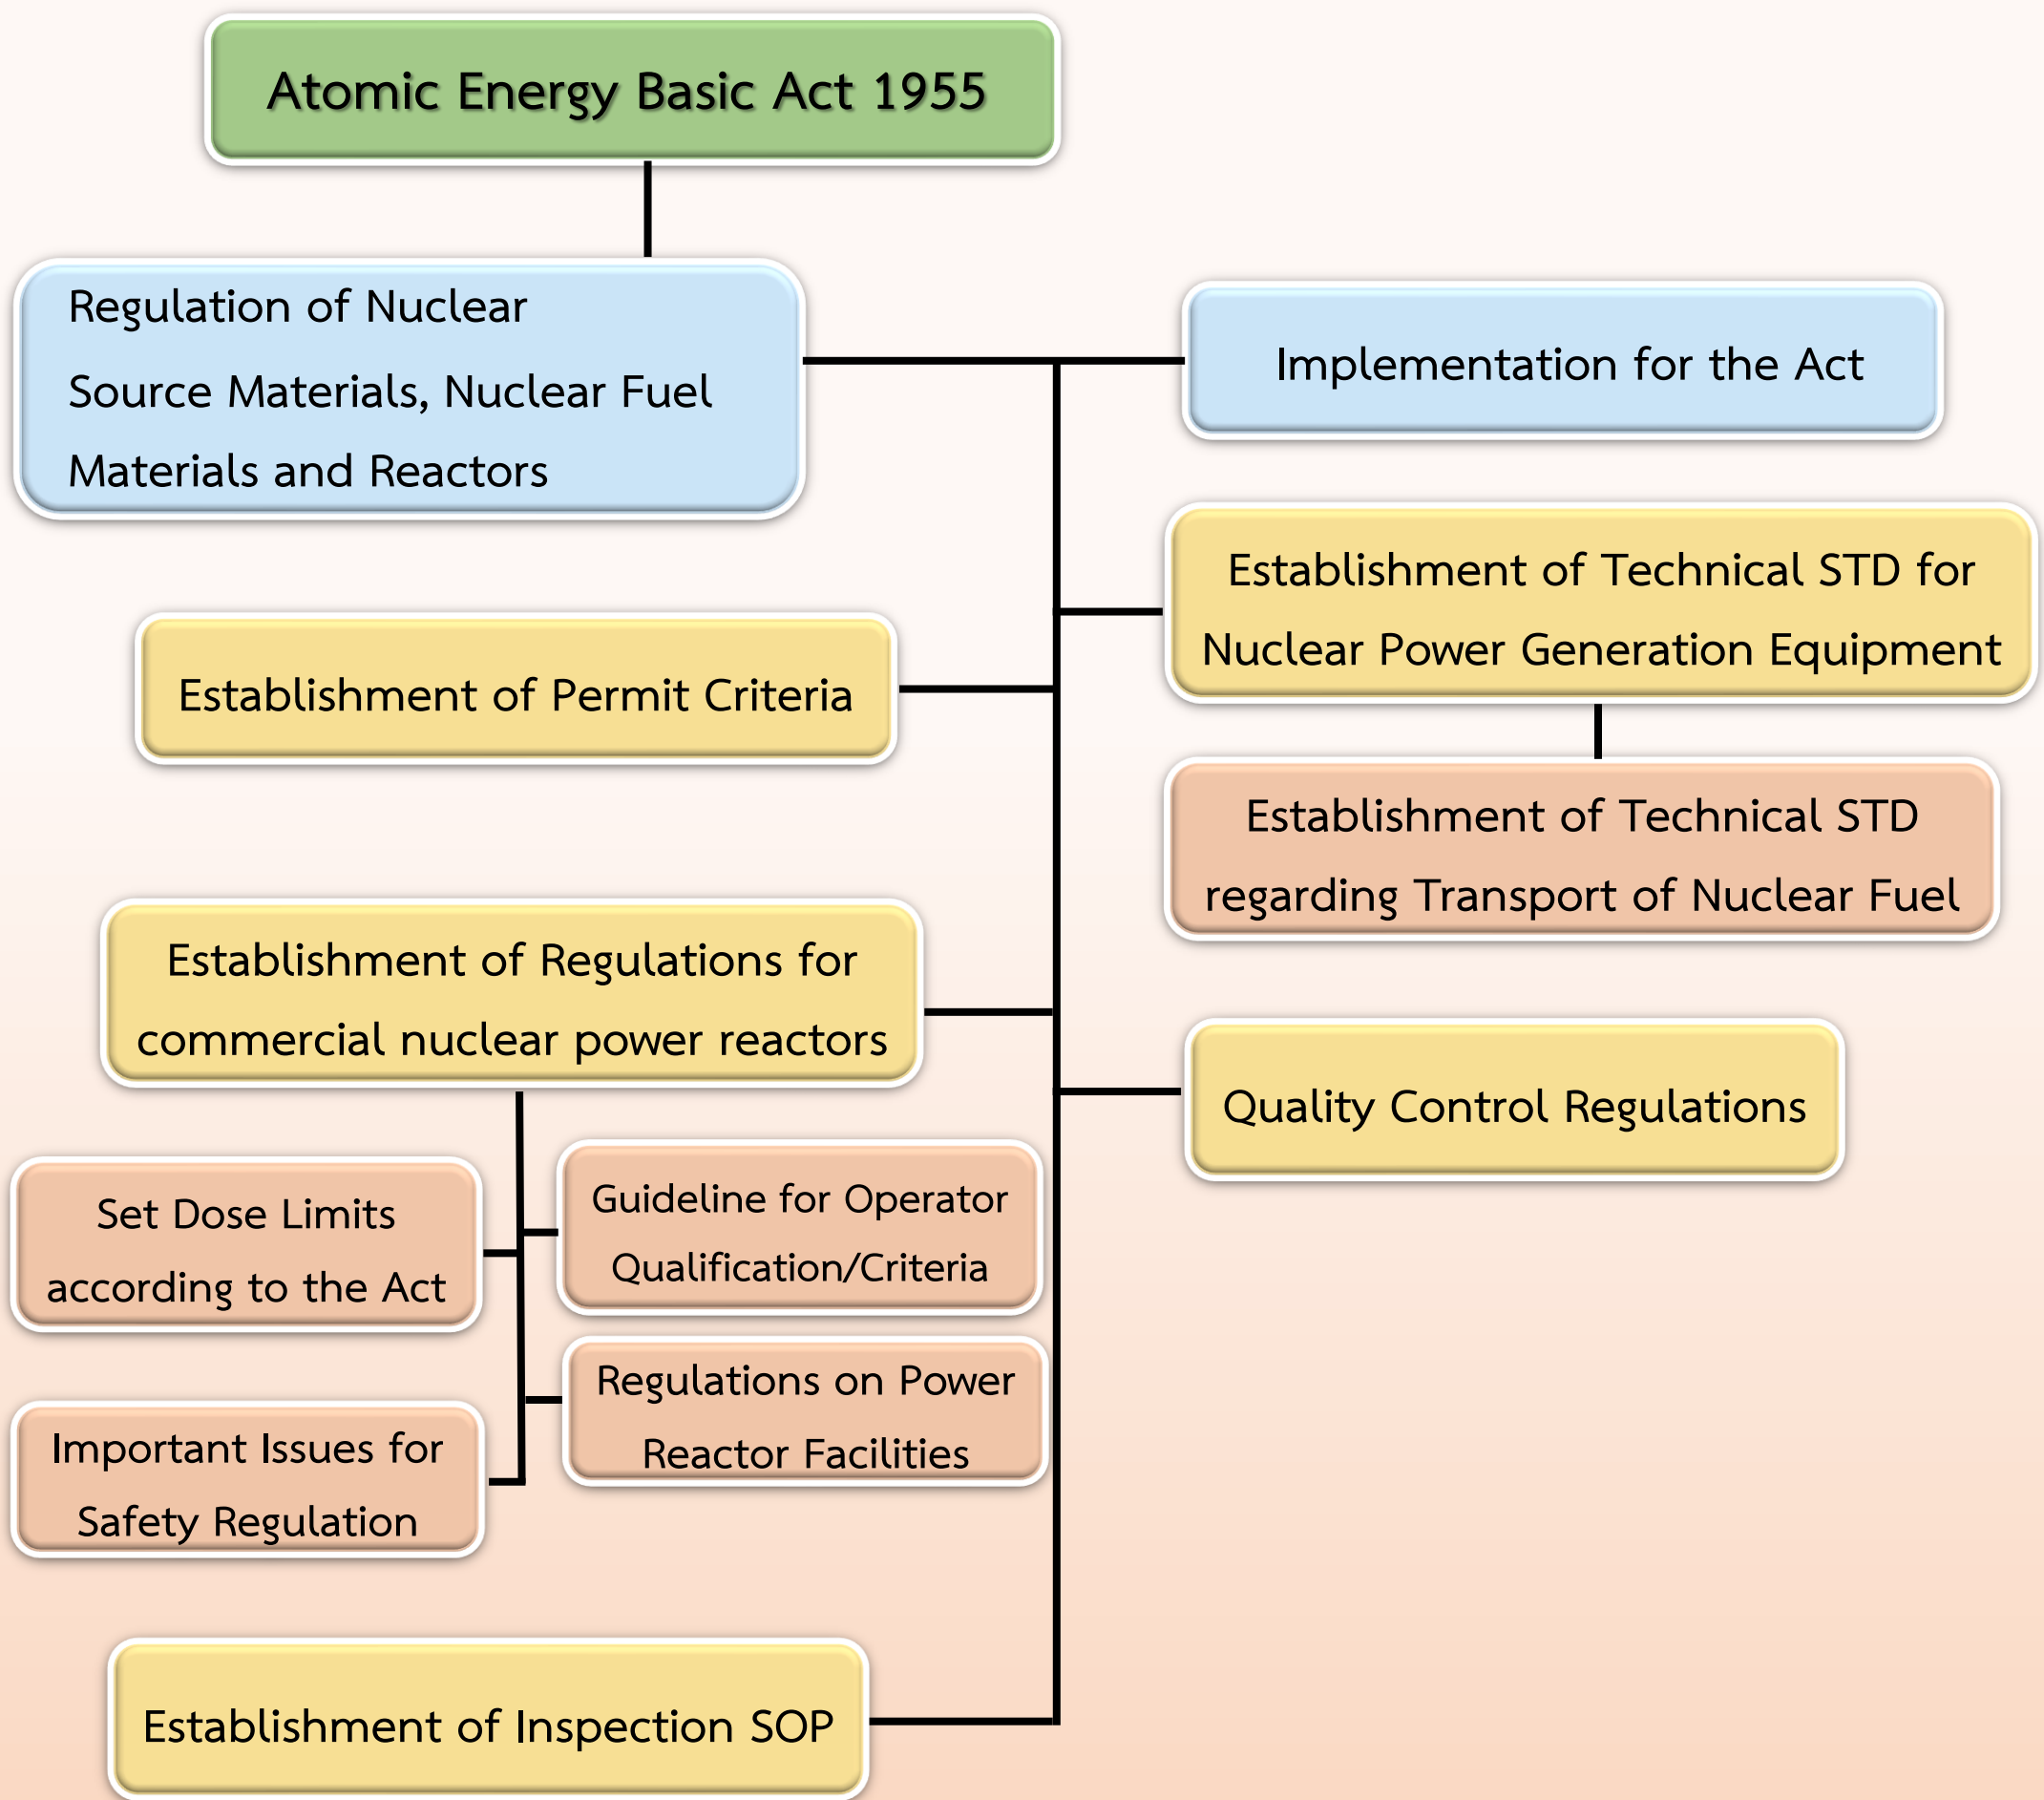 Atomic Energy Basic Act 1955
Regulation of Nuclear
Source Materials, Nuclear Fuel
Materials and Reactors
Implementation for the Act
Establishment of Technical STD for
Nuclear Power Generation Equipment
Establishment of Permit Criteria
Establishment of Technical STD
regarding Transport of Nuclear Fuel
Establishment of Regulations for
commercial nuclear power reactors
Quality Control Regulations
Set Dose Limits
according to the Act
Guideline for Operator
Qualification/Criteria
Regulations on Power
Reactor Facilities
Important Issues for
Safety Regulation
Establishment of Inspection SOP